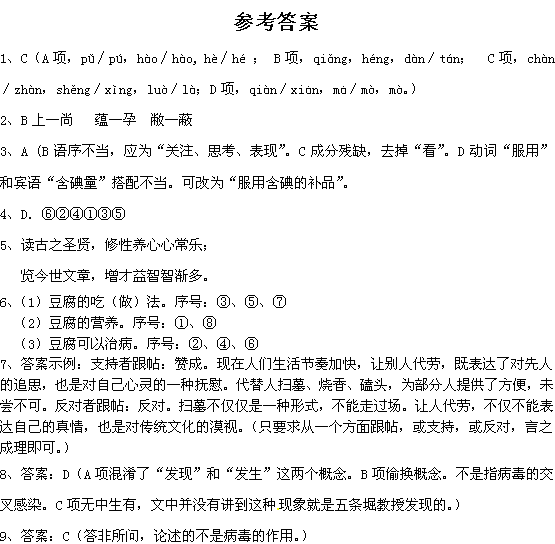 参考答案
1、C（A项，pǔ／pú，hào／hào, hè／hé ； B项，qiǎng，héng，dàn／tán； C项，chàn
／zhàn，shěng／xǐng，luò／là；D项，qiàn／xián，má／mò，mò。）
2、B上一尚 蕴一孕 敝一蔽
3、A（B语序不当，应为“关注、思考、表现”。C成分残缺，去掉“看”。D动词“服用”
和宾语“含碘量”搭配不当。可改为“服用含碘的补品”。
4、D．⑥②④①③⑤
5、读古之圣贤，修性养心心常乐；
览今世文章，增才益智智渐多。
6、（1）豆腐的吃（做）法。序号：③、⑤、⑦
（2）豆腐的营养。序号：①、⑧
（3）豆腐可以治病。序号：②、④、⑥
7、答案示例：支持者跟帖：赞成。现在人们生活节奏加快，让别人代劳，既表达了对先人
的追思，也是对自己心灵的一种抚慰。代替人扫墓、烧香、磕头，为部分人提供了方便，未
尝不可。反对者跟帖：反对。扫墓不仅仅是一种形式，不能走过场。让人代劳，不仅不能表
达自己的真情，也是对传统文化的漠视。（只要求从一个方面跟帖，或支持，或反对，言之
成理即可。）
8、答案：D（A项混淆了“发现”和“发生”这两个概念。B项偷换概念。不是指病毒的交
叉感染。C项无中生有，文中并没有讲到这种现象就是五条堀教授发现的。）
9、答案：C（答非所问，论述的不是病毒的作用。）